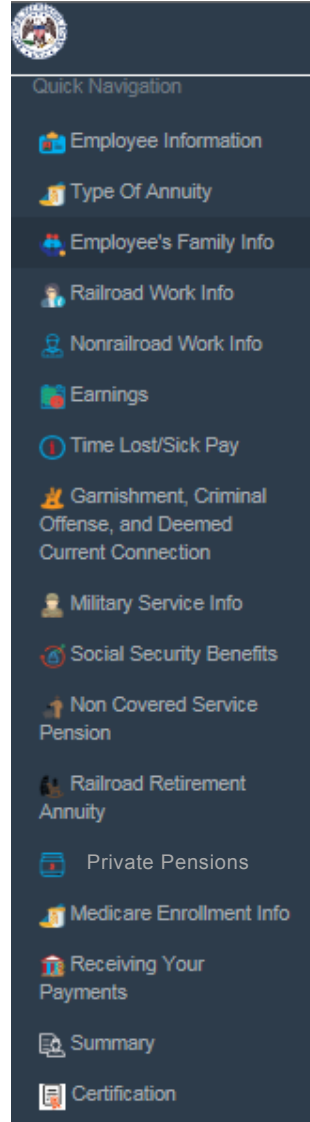 Quick Navigation
Employee Information
Type Of Annuity
Employee's Family Info
Railroad Work Info
Nonrailroad Work Info
Earnings
Time Lost/Sick Pay
Garnishment, Criminal
Offense, and Deemed
Current Connection
Military Service Info
Social Security Benefits
Non Covered Service
Pension
Railroad Retirement
Annuity
Private Pensions
Medicare Enrollment Info
Receiving Your
Payments
Summary
Certification